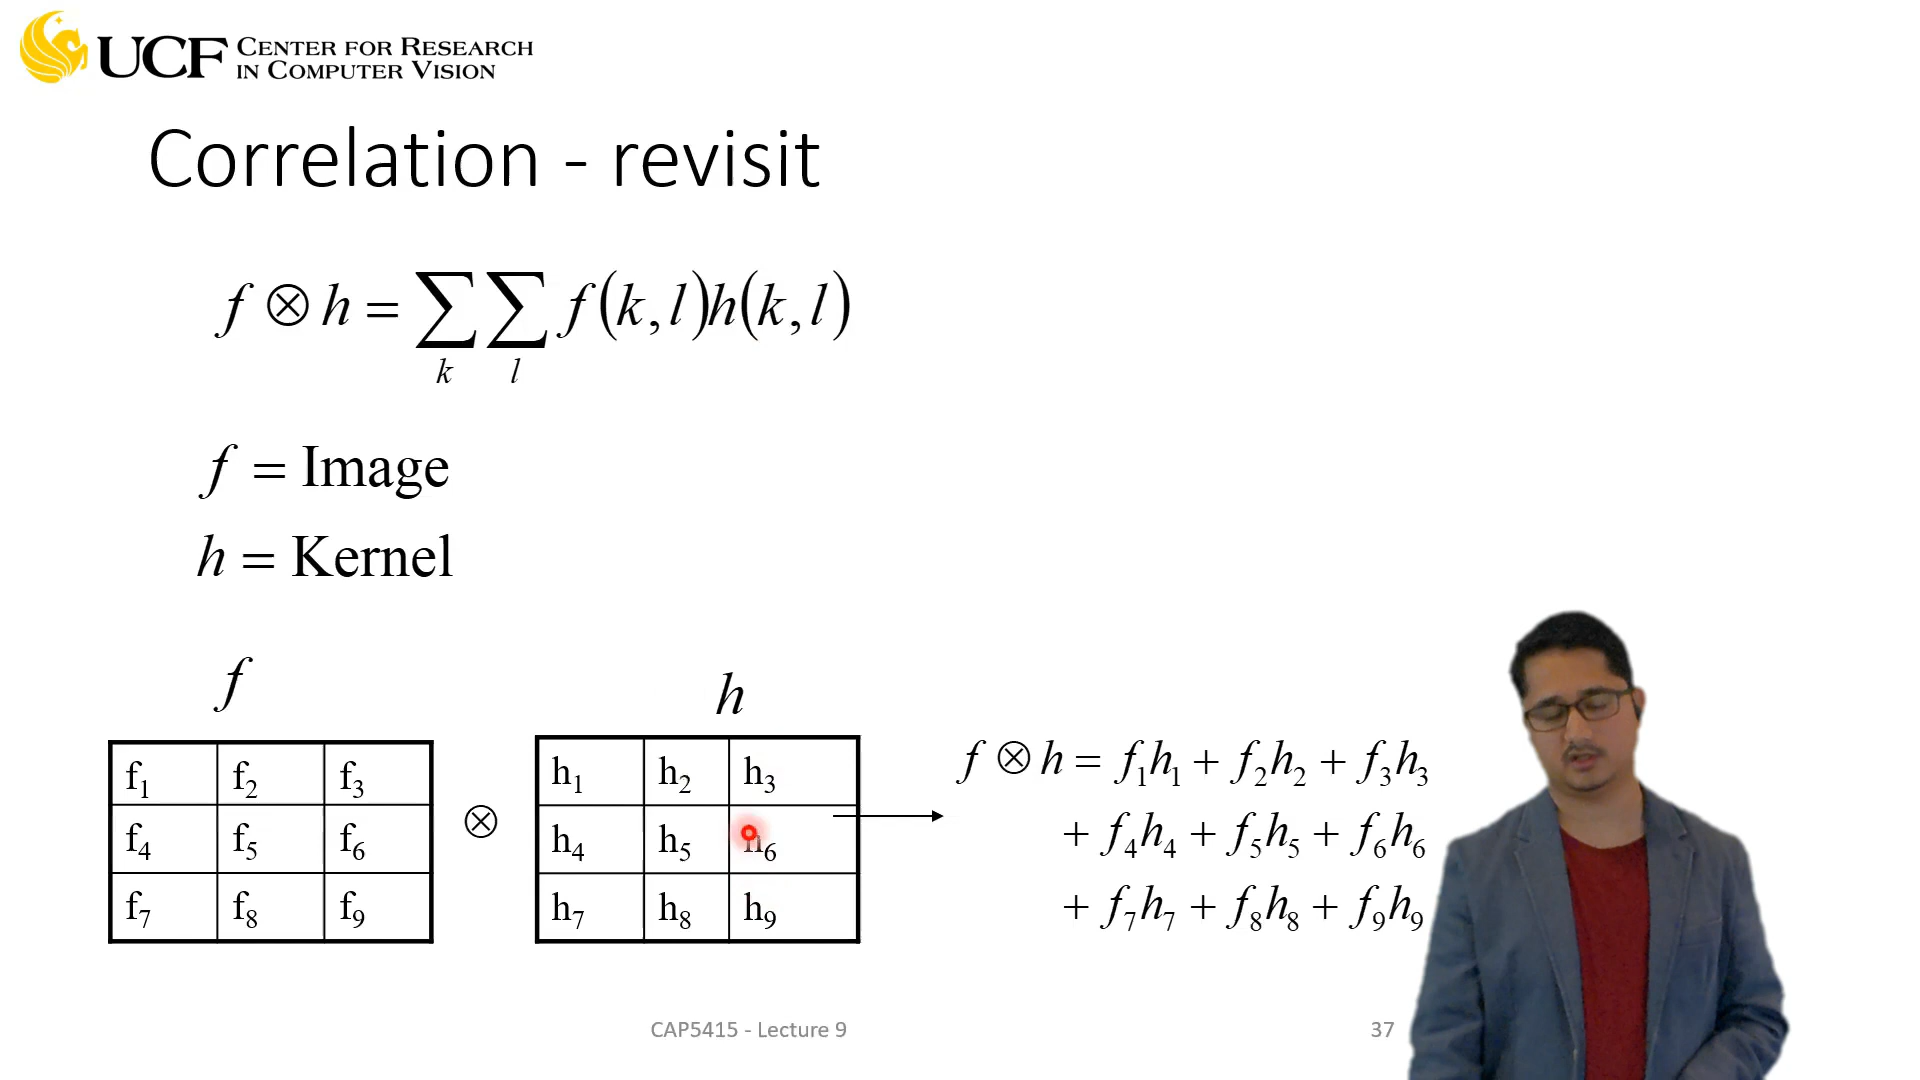 UCF CENTER FOR RESEARCH
IN COMPUTER VISION
Correlation - revisit
f ⊗ h = ∑ ∑ f(k, l)h(k, l)
k l
f = Image
h = Kernel
f
h
f₁ f₂ f₃
f₄ f₅ f₆
f₇ f₈ f₉
⊗
h₁ h₂ h₃
h₄ h₅ h₆
h₇ h₈ h₉
f ⊗ h = f₁h₁ + f₂h₂ + f₃h₃
+ f₄h₄ + f₅h₅ + f₆h₆
+ f₇h₇ + f₈h₈ + f₉h₉
CAP5415 - Lecture 9
37